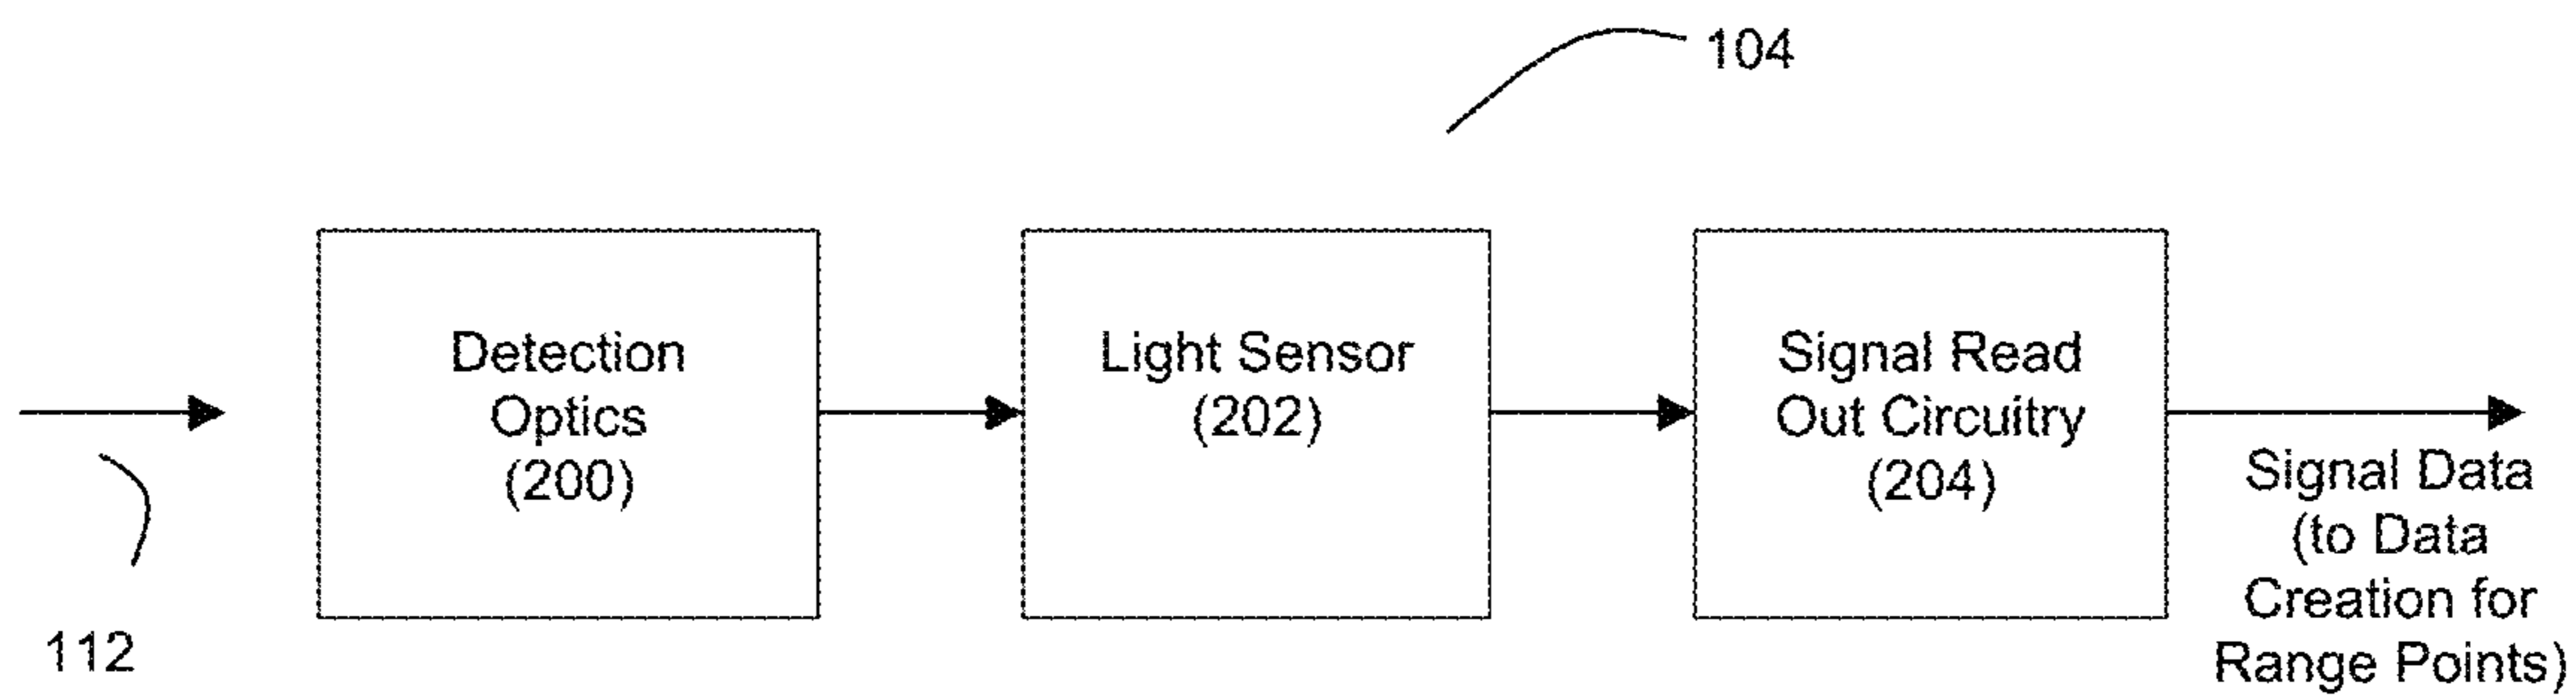 104
Detection
Optics
(200)
Light Sensor
(202)
Signal Read
Out Circuitry
(204)
Signal Data
(to Data
Creation for
Range Points)
112